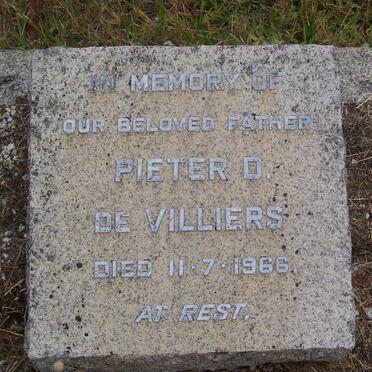 IN MEMORY OF
OUR BELOVED FATHER
PIETER D.
DE VILLIERS
DIED 11·7·1966.
AT REST.